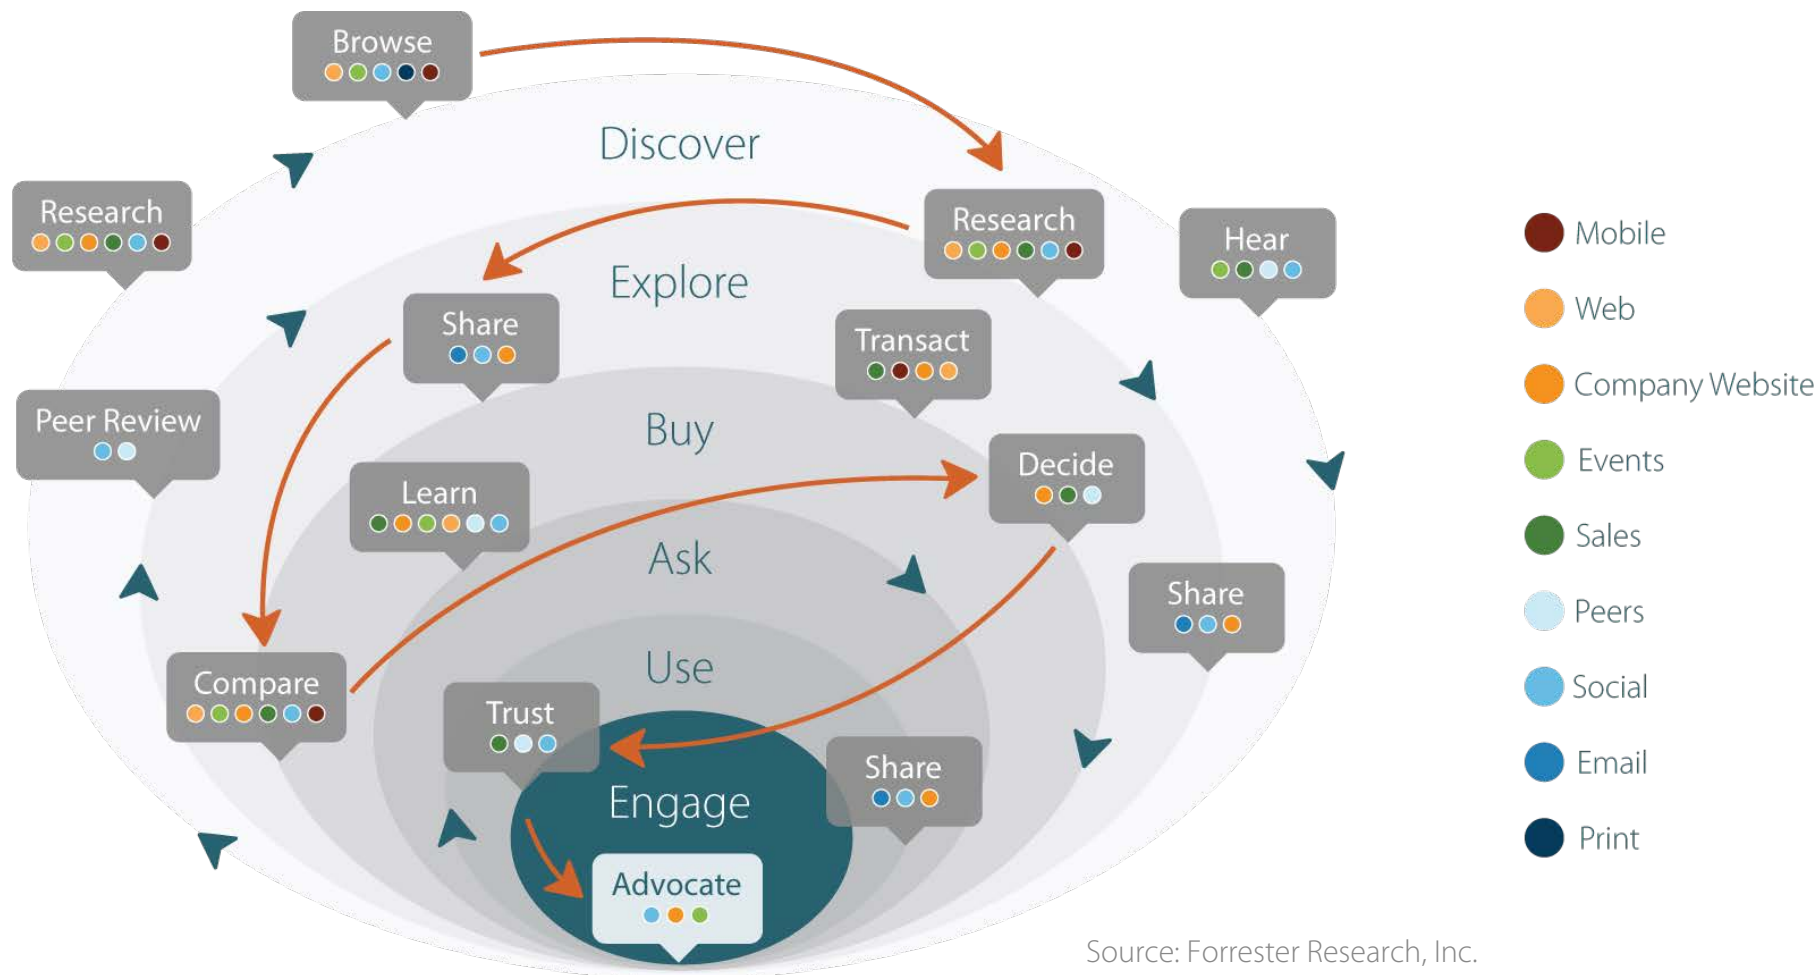 Browse
Discover
Research
Research
Hear
Explore
Share
Transact
Peer Review
Buy
Learn
Decide
Ask
Share
Use
Compare
Trust
Share
Engage
Advocate
Mobile
Web
Company Website
Events
Sales
Peers
Social
Email
Print
Source: Forrester Research, Inc.